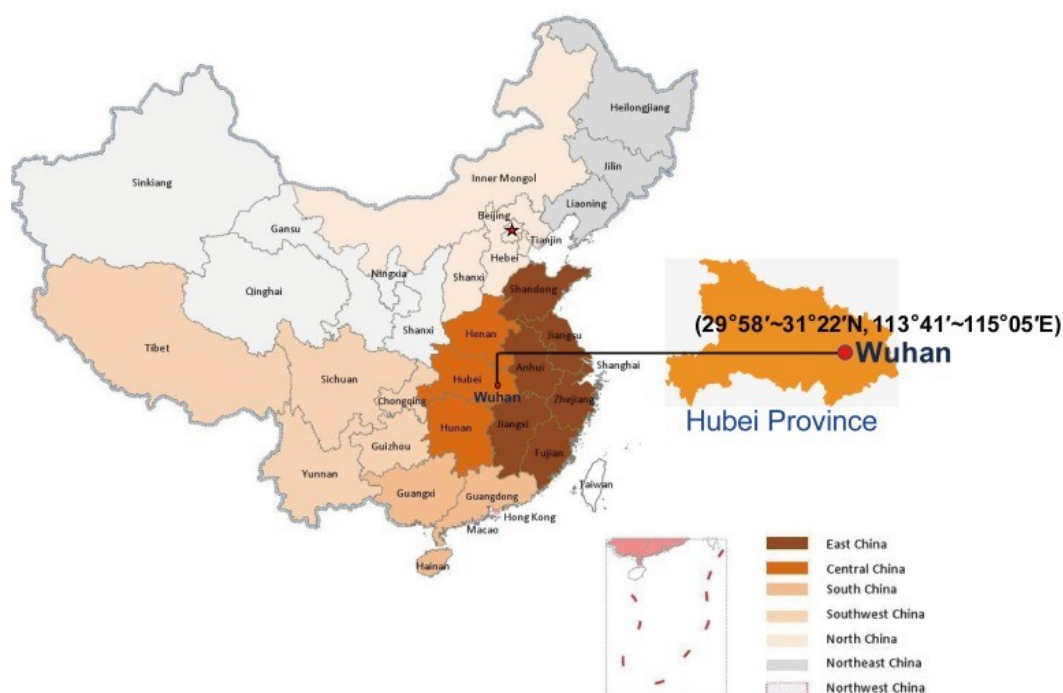 Heilongjiang
Jilin
Liaoning
Inner Mongol
Sinkiang
Gansu
Beijing
Tianjin
Hebei
Shanxi
Ningxia
Qinghai
Shanxi
Shandong
Henan
Jiangsu
Tibet
Sichuan
Hubei
Anhui
Shanghai
Wuhan
Chongqing
Zhejiang
Hunan
Jiangxi
Guizhou
Fujian
Yunnan
Guangxi
Guangdong
Taiwan
Hong Kong
Macao
Hainan
(29°58′~31°22′N, 113°41′~115°05′E)
Wuhan
Hubei Province
East China
Central China
South China
Southwest China
North China
Northeast China
Northwest China